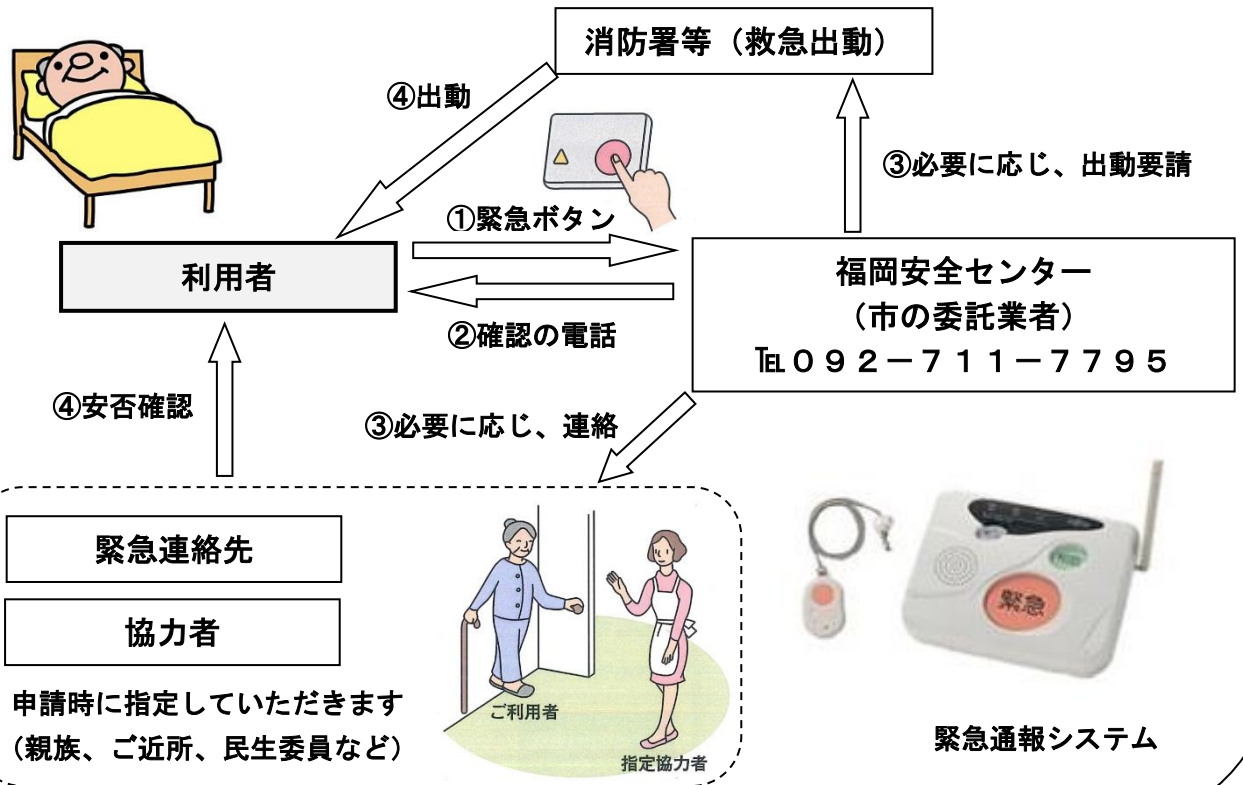 消防署等（救急出動）
④出動
③必要に応じ、出動要請
①緊急ボタン
利用者
福岡安全センター
（市の委託業者）
℡０９２－７１１－７７９５
②確認の電話
④安否確認
③必要に応じ、連絡
緊急連絡先
協力者
申請時に指定していただきます
（親族、ご近所、民生委員など）
ご利用者
指定協力者
緊急
緊急通報システム